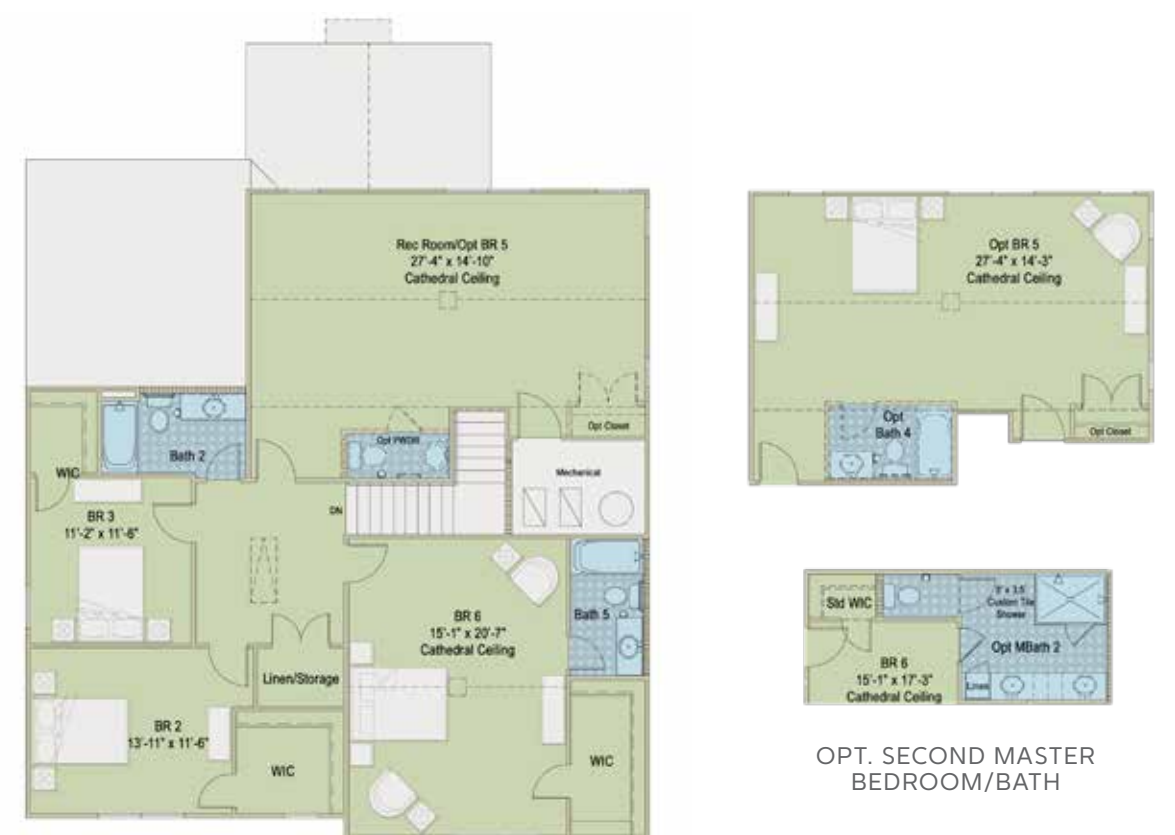 Rec Room/Opt BR 5
27'-4" x 14'-10"
Cathedral Ceiling
Opt Closet
Opt PWDR
Mechanical
DN
Bath 2
WIC
BR 3
11'-2" x 11'-6"
BR 6
15'-1" x 20'-7"
Cathedral Ceiling
Bath 5
Linen/Storage
BR 2
13'-11" x 11'-6"
WIC
WIC
Opt BR 5
27'-4" x 14'-3"
Cathedral Ceiling
Opt
Bath 4
Opt Closet
Std WIC
5' x 3.5'
Custom Tile
Shower
Opt MBath 2
BR 6
15'-1" x 17'-3"
Cathedral Ceiling
Linen
OPT. SECOND MASTER
BEDROOM/BATH